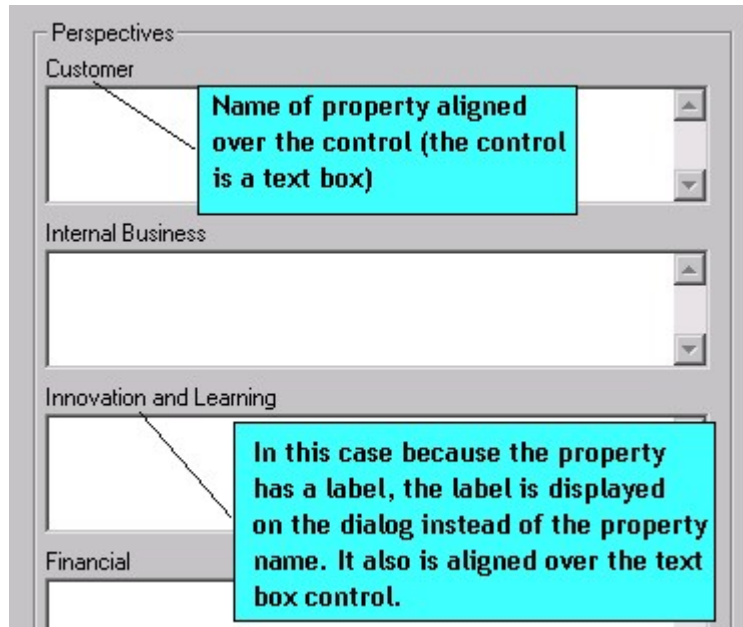 Perspectives
Customer
Name of property aligned
over the control (the control
is a text box)
Internal Business
Innovation and Learning
In this case because the property
has a label, the label is displayed
on the dialog instead of the property
name. It also is aligned over the text
box control.
Financial